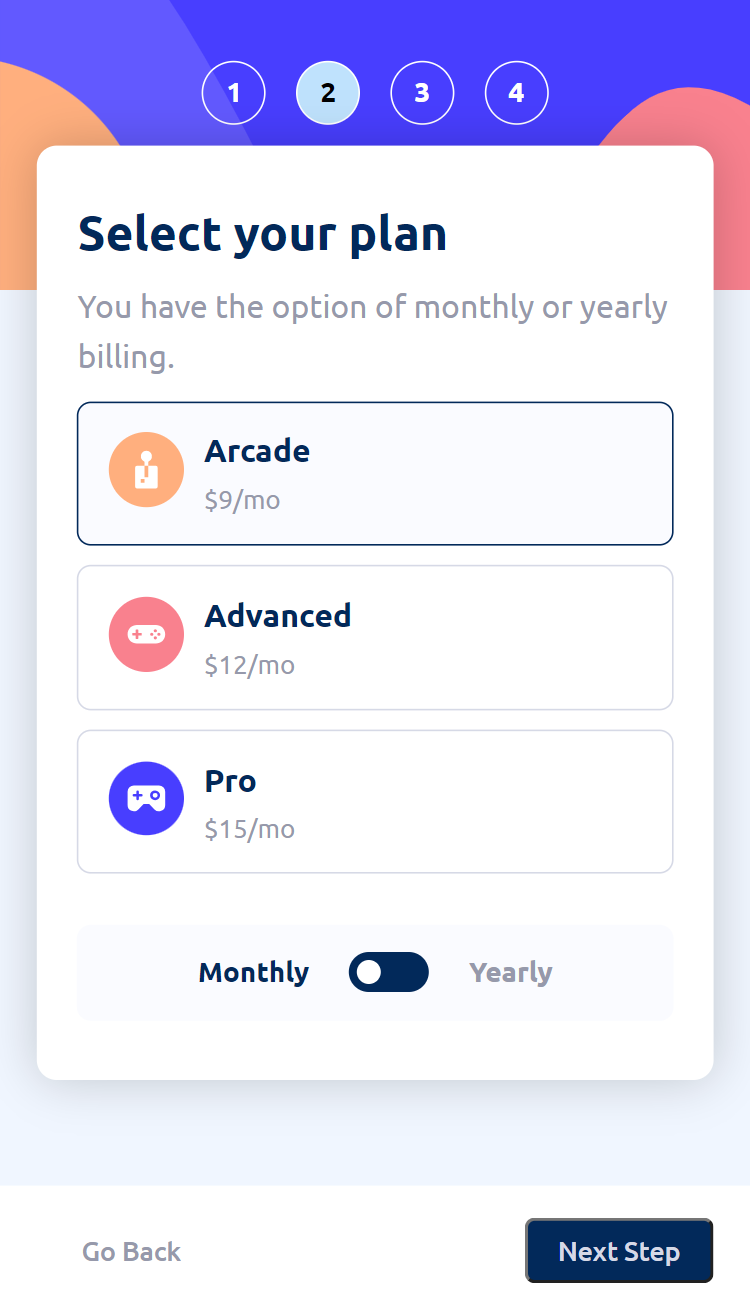 1 2 3 4
Select your plan
You have the option of monthly or yearly
billing.
Arcade
$9/mo
Advanced
$12/mo
Pro
$15/mo
Monthly Yearly
Go Back Next Step